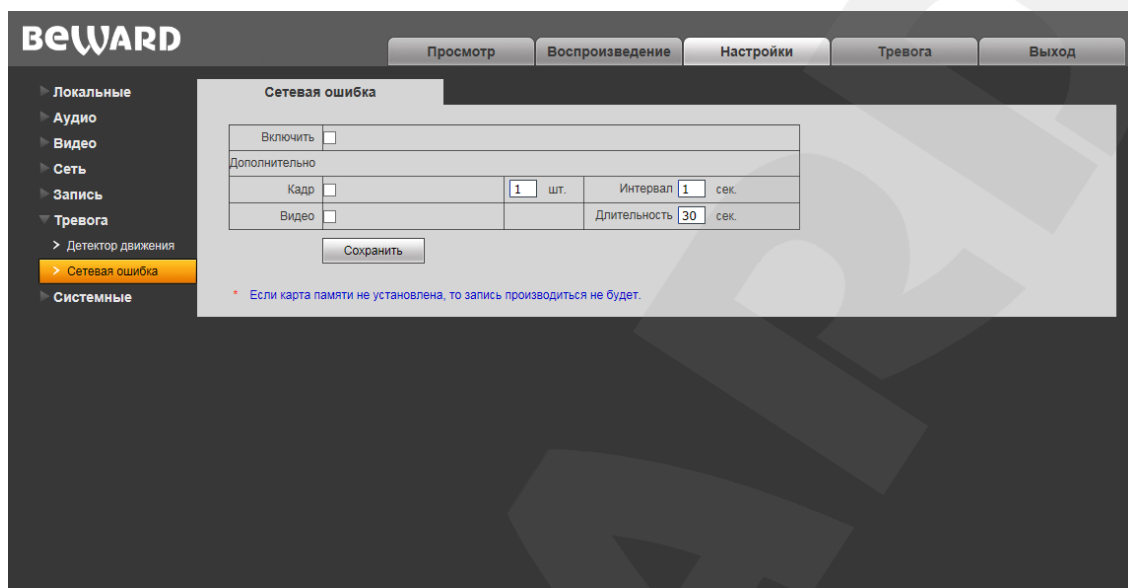 BEWARD
Просмотр Воспроизведение Настройки Тревога Выход
Локальные
Аудио
Видео
Сеть
Запись
Тревога
> Детектор движения
> Сетевая ошибка
Системные
Сетевая ошибка
Включить
Дополнительно
Кадр 1 шт. Интервал 1 сек.
Видео Длительность 30 сек.
Сохранить
* Если карта памяти не установлена, то запись производиться не будет.